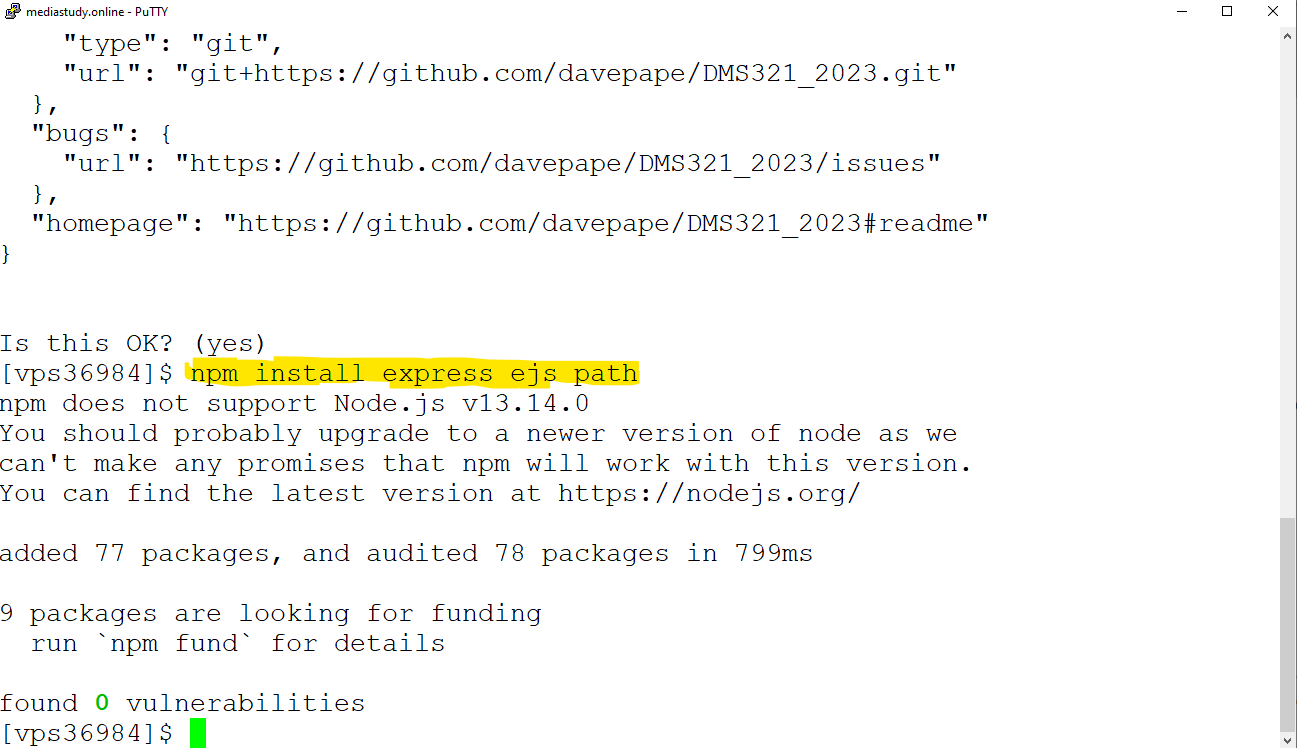 mediastudy.online - PuTTY
    "type": "git",
    "url": "git+https://github.com/davepape/DMS321_2023.git"
  },
  "bugs": {
    "url": "https://github.com/davepape/DMS321_2023/issues"
  },
  "homepage": "https://github.com/davepape/DMS321_2023#readme"
}
Is this OK? (yes)
[vps36984]$ npm install express ejs path
npm does not support Node.js v13.14.0
You should probably upgrade to a newer version of node as we
can't make any promises that npm will work with this version.
You can find the latest version at https://nodejs.org/
added 77 packages, and audited 78 packages in 799ms
9 packages are looking for funding
  run `npm fund` for details
found 0 vulnerabilities
[vps36984]$